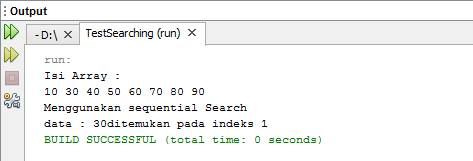 Output
-D:\ x TestSearching (run) x
run:
Isi Array :
10 30 40 50 60 70 80 90
Menggunakan sequential Search
data : 30ditemukan pada indeks 1
BUILD SUCCESSFUL (total time: 0 seconds)